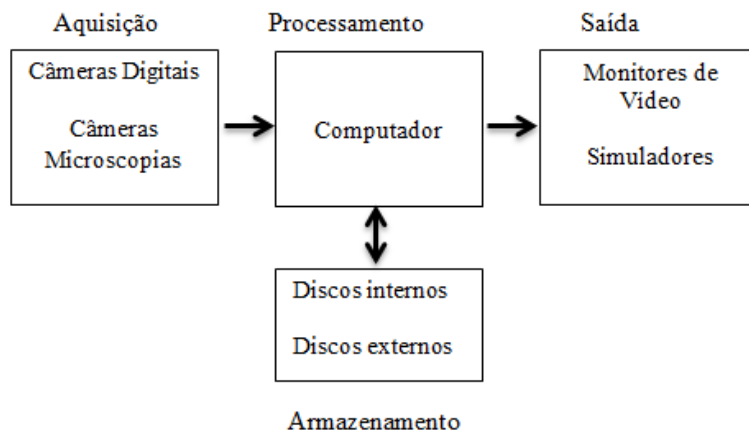 Aquisição
Processamento
Saída
Câmeras Digitais
Câmeras
Microscopias
Computador
Monitores de
Vídeo
Simuladores
Discos internos
Discos externos
Armazenamento